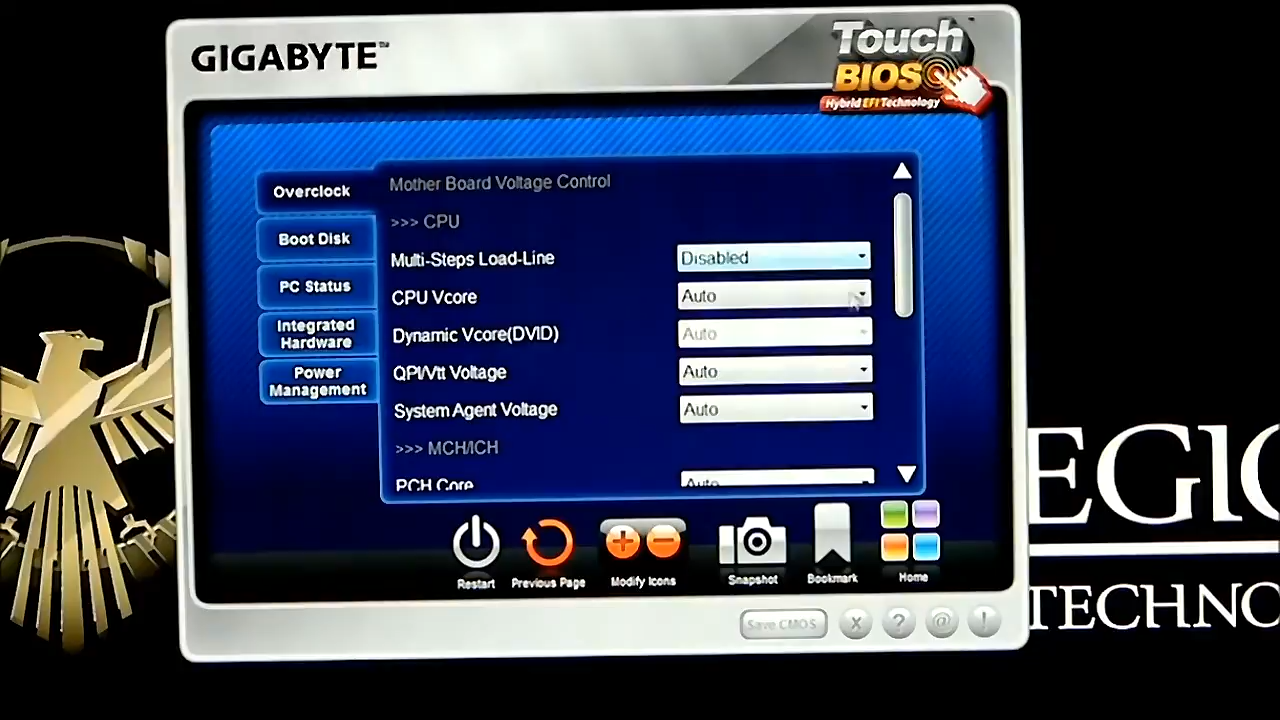 GIGABYTE™
Touch
BIOS
Hybrid EFI Technology
Overclock
Boot Disk
PC Status
Integrated
Hardware
Power
Management
Mother Board Voltage Control
>>> CPU
Multi-Steps Load-Line Disabled
CPU Vcore Auto
Dynamic Vcore(DVID) Auto
QPI/Vtt Voltage Auto
System Agent Voltage Auto
>>> MCH/ICH
PCH Core Auto
Restart
Previous Page
Modify Icons
Snapshot
Bookmark
Home
Save CMOS
X ? @ !
EGIO
TECHNO